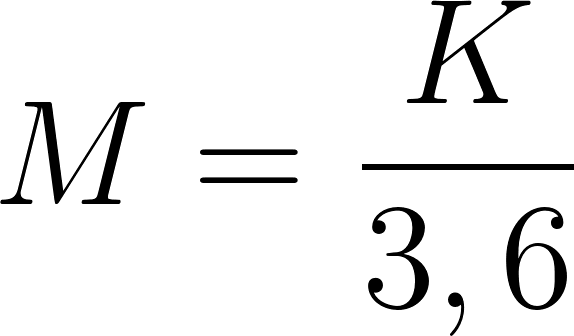 M = K / 3,6